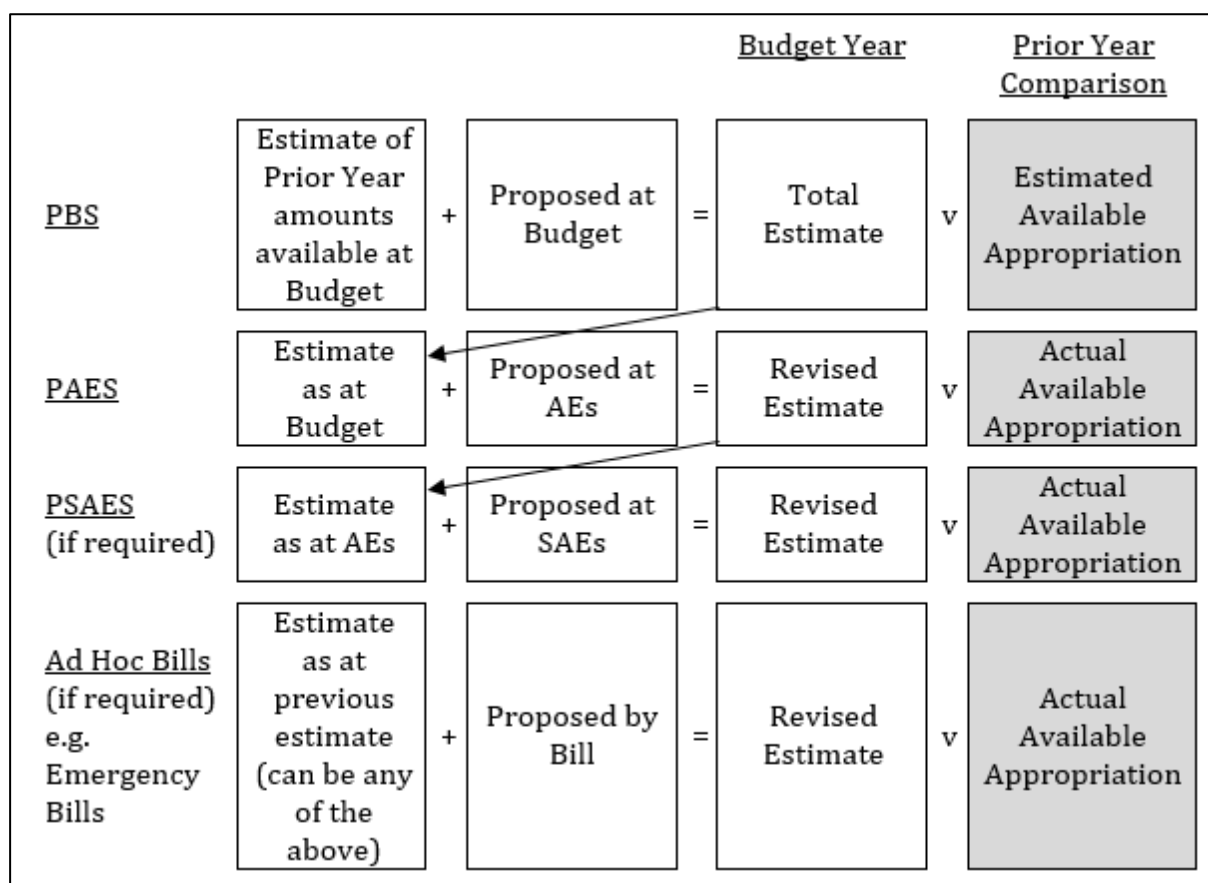 Budget Year
Prior Year
Comparison
PBS
Estimate of
Prior Year
amounts
available at
Budget
+
Proposed at
Budget
=
Total
Estimate
v
Estimated
Available
Appropriation
PAES
Estimate
as at
Budget
+
Proposed at
AEs
=
Revised
Estimate
v
Actual
Available
Appropriation
PSAES
(if required)
Estimate
as at AEs
+
Proposed at
SAEs
=
Revised
Estimate
v
Actual
Available
Appropriation
Ad Hoc Bills
(if required)
e.g.
Emergency
Bills
Estimate
as at
previous
estimate
(can be any
of the
above)
+
Proposed by
Bill
=
Revised
Estimate
v
Actual
Available
Appropriation